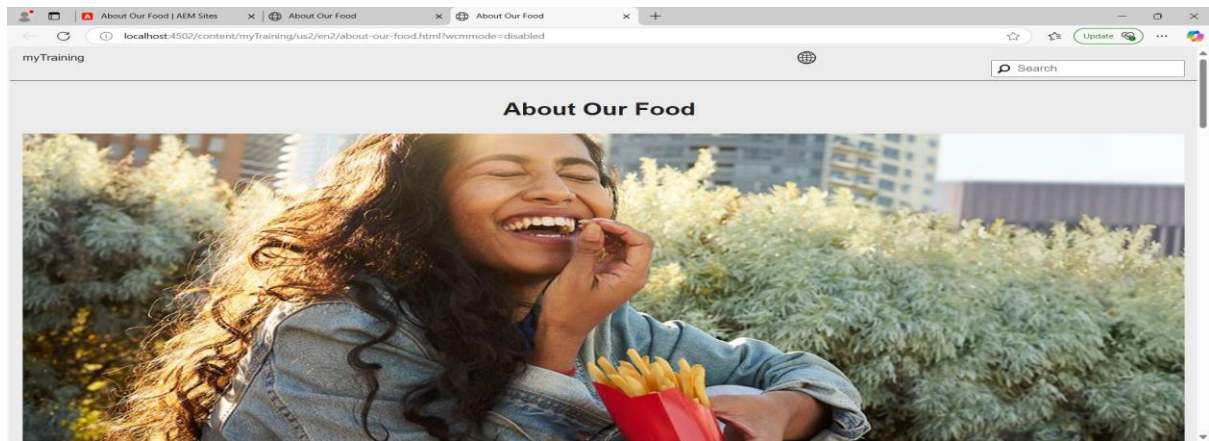 About Our Food | AEM Sites
About Our Food
About Our Food
localhost:4502/content/myTraining/us2/en2/about-our-food.html?wcmmode=disabled
Update
myTraining
Search
About Our Food